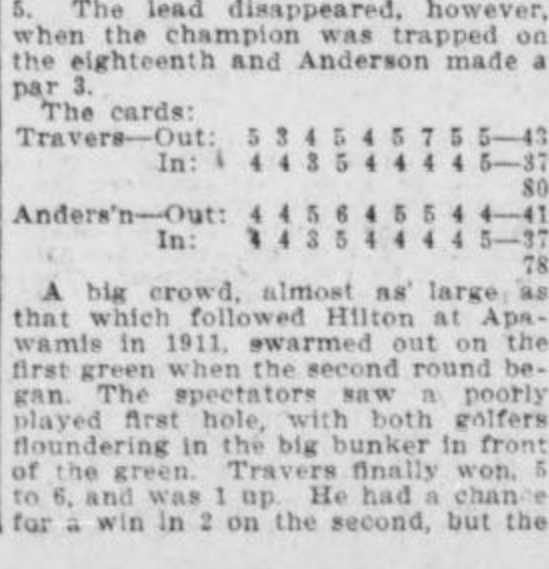 5. The lead disappeared, however,
when the champion was trapped on
the eighteenth and Anderson made a
par 3.
The cards:
Travers—Out: 5 3 4 5 4 5 7 5 5—43
In: 4 4 3 5 4 4 4 4 5—37
80
Anders'n—Out: 4 4 5 6 4 5 5 4 4—41
In: 4 4 3 5 4 4 4 4 5—37
78
A big crowd, almost as large as
that which followed Hilton at Apa-
wamis in 1911, swarmed out on the
first green when the second round be-
gan. The spectators saw a poorly
played first hole, with both golfers
floundering in the big bunker in front
of the green. Travers finally won, 5
to 6, and was 1 up. He had a chance
for a win in 2 on the second, but the